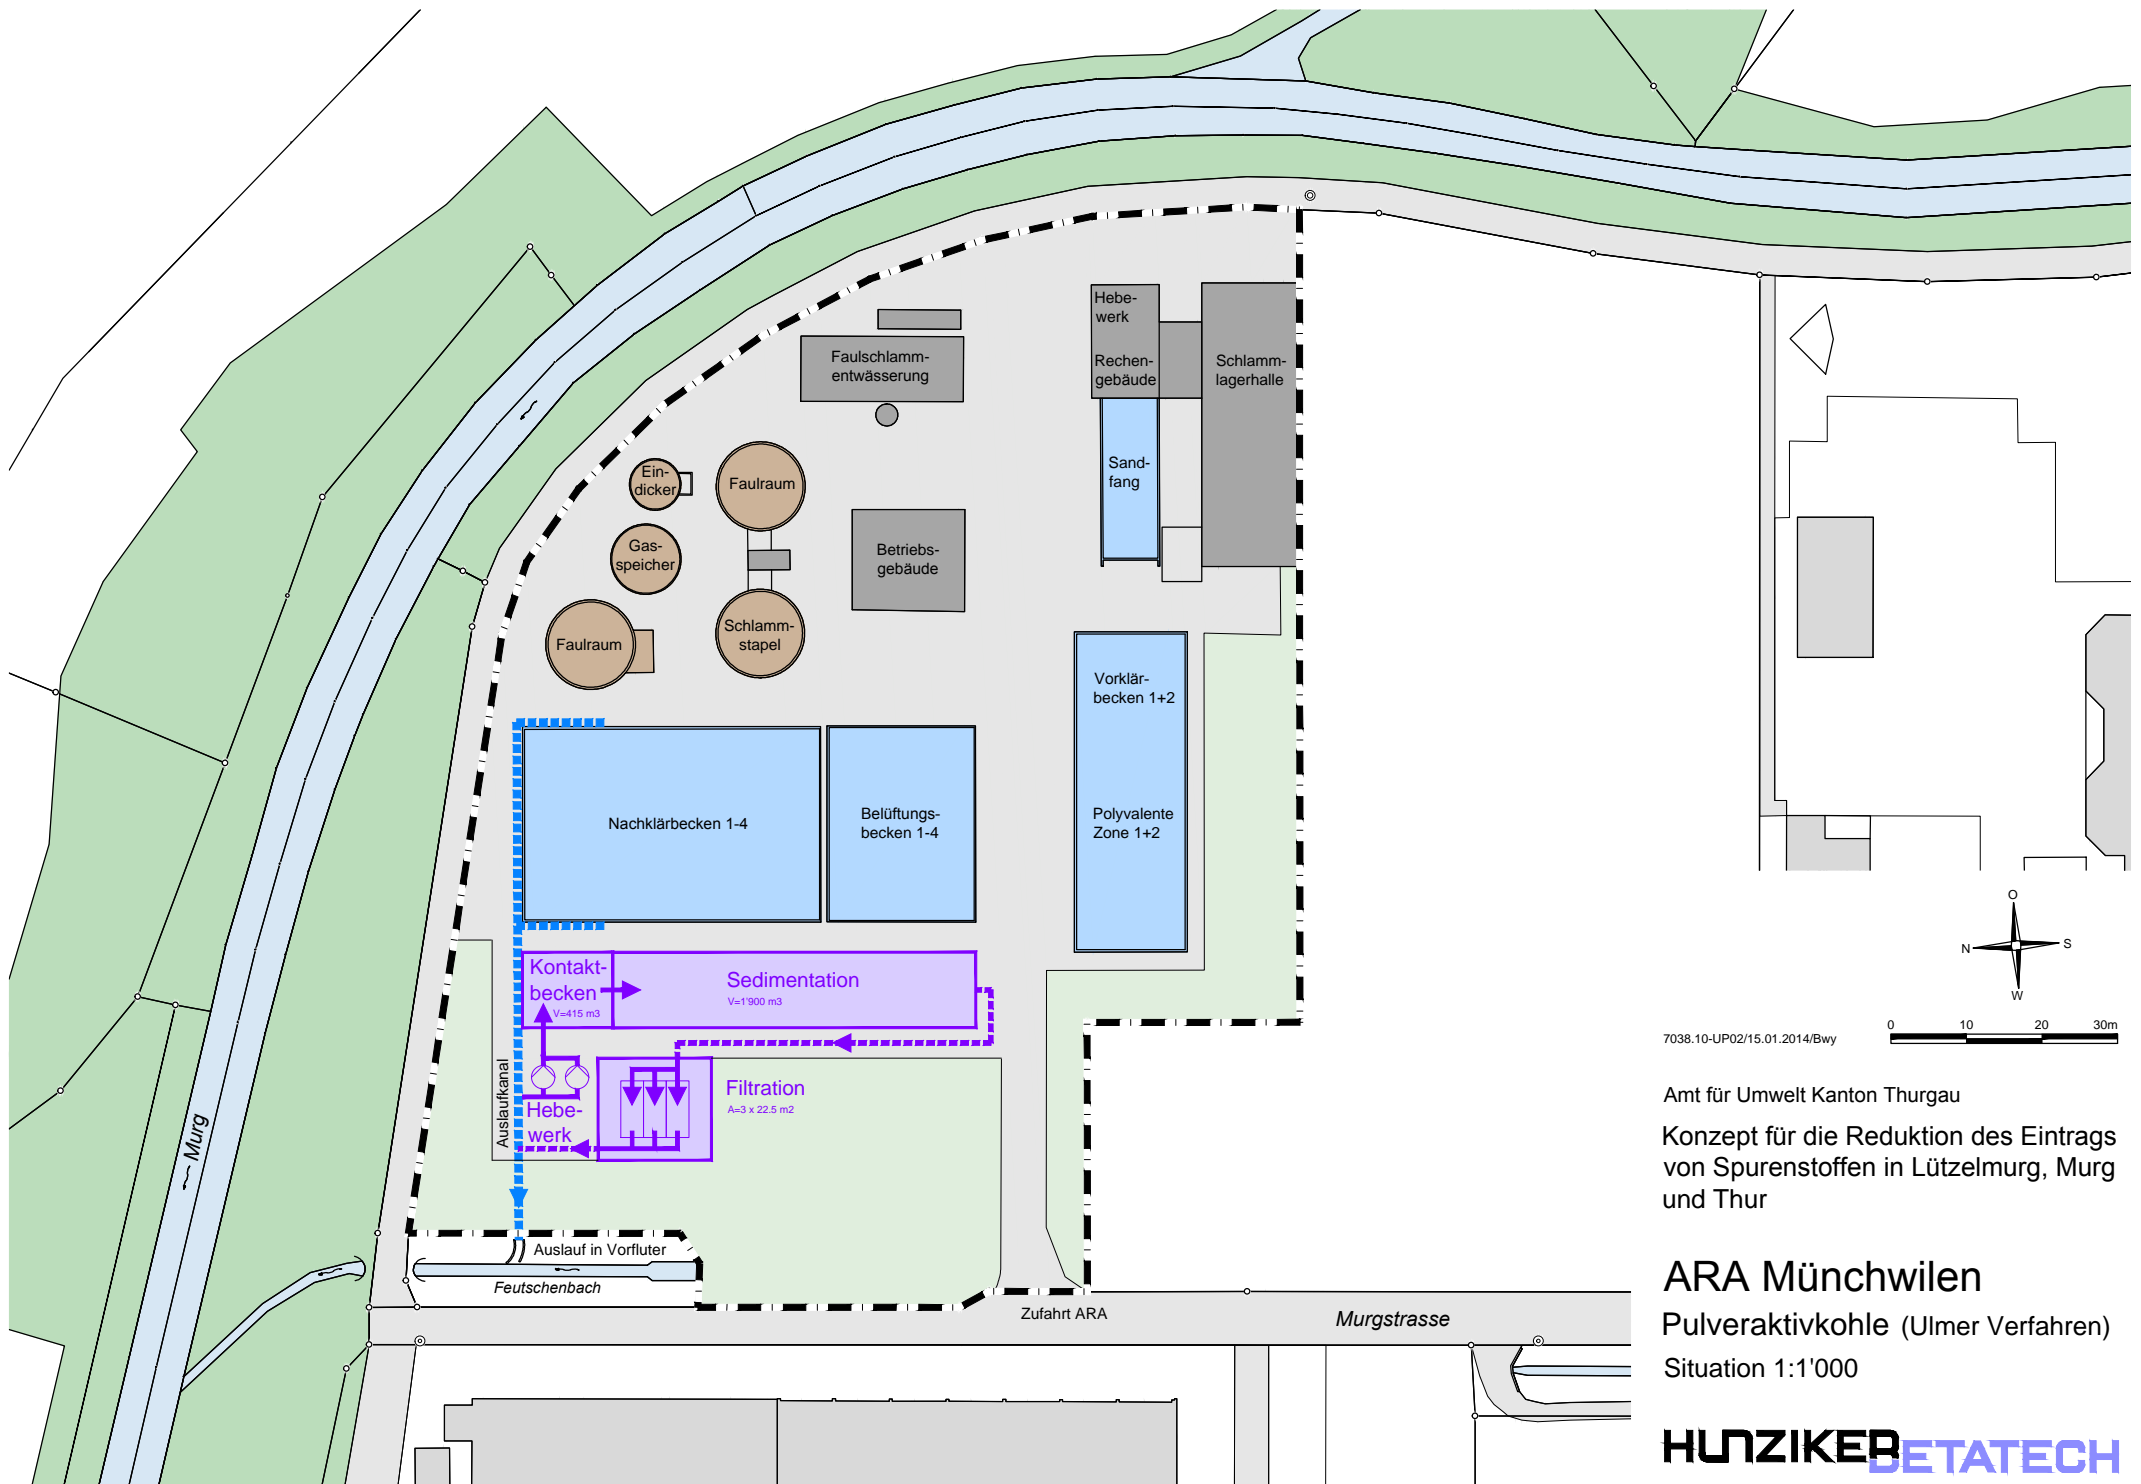 Hebe-
werk
Rechen-
gebäude
Schlamm-
lagerhalle
Faulschlamm-
entwässerung
Sand-
fang
Ein-
dicker
Faulraum
Gas-
speicher
Betriebs-
gebäude
Faulraum
Schlamm-
stapel
Vorklär-
becken 1+2
Polyvalente
Zone 1+2
Nachklärbecken 1-4
Belüftungs-
becken 1-4
Kontakt-
becken
V=415 m3
Sedimentation
V=1'900 m3
Auslaufkanal
Hebe-
werk
Filtration
A=3 x 22.5 m2
Murg
Auslauf in Vorfluter
Feutschenbach
Zufahrt ARA
Murgstrasse
O
N
S
W
7038.10-UP02/15.01.2014/Bwy
0 10 20 30m
Amt für Umwelt Kanton Thurgau
Konzept für die Reduktion des Eintrags
von Spurenstoffen in Lützelmurg, Murg
und Thur
ARA Münchwilen
Pulveraktivkohle (Ulmer Verfahren)
Situation 1:1'000
HUNZIKER BETATECH